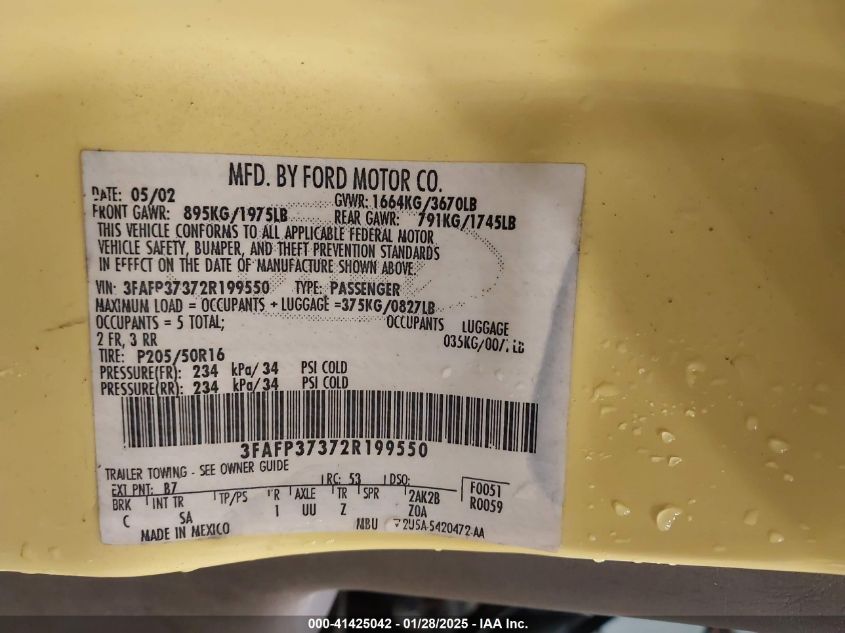 MFD. BY FORD MOTOR CO.
DATE: 05/02 GVWR: 1664KG/3670LB
FRONT GAWR: 895KG/1975LB REAR GAWR: 791KG/1745LB
THIS VEHICLE CONFORMS TO ALL APPLICABLE FEDERAL MOTOR
VEHICLE SAFETY, BUMPER, AND THEFT PREVENTION STANDARDS
IN EFFECT ON THE DATE OF MANUFACTURE SHOWN ABOVE.
VIN: 3FAFP37372R199550 TYPE: PASSENGER
MAXIMUM LOAD = OCCUPANTS + LUGGAGE =375KG/0827LB
OCCUPANTS = 5 TOTAL; OCCUPANTS LUGGAGE
2 FR, 3 RR LB
TIRE: P205/50R16
PRESSURE(FR): 234 kPa/34 PSI COLD
PRESSURE(RR): 234 kPa/34 PSI COLD
3FAFP37372R199550
TRAILER TOWING - SEE OWNER GUIDE
EXT PNT: B7 RC: 53 DSO: F0051
BRK INT TR TP/PS R AXLE TR SPR 2AK2B R0059
C SA 1 UU Z Z0A
MADE IN MEXICO MBU 2U5A-5420472-AA
000-41425042 | 01/28/2025 - IAA Inc.